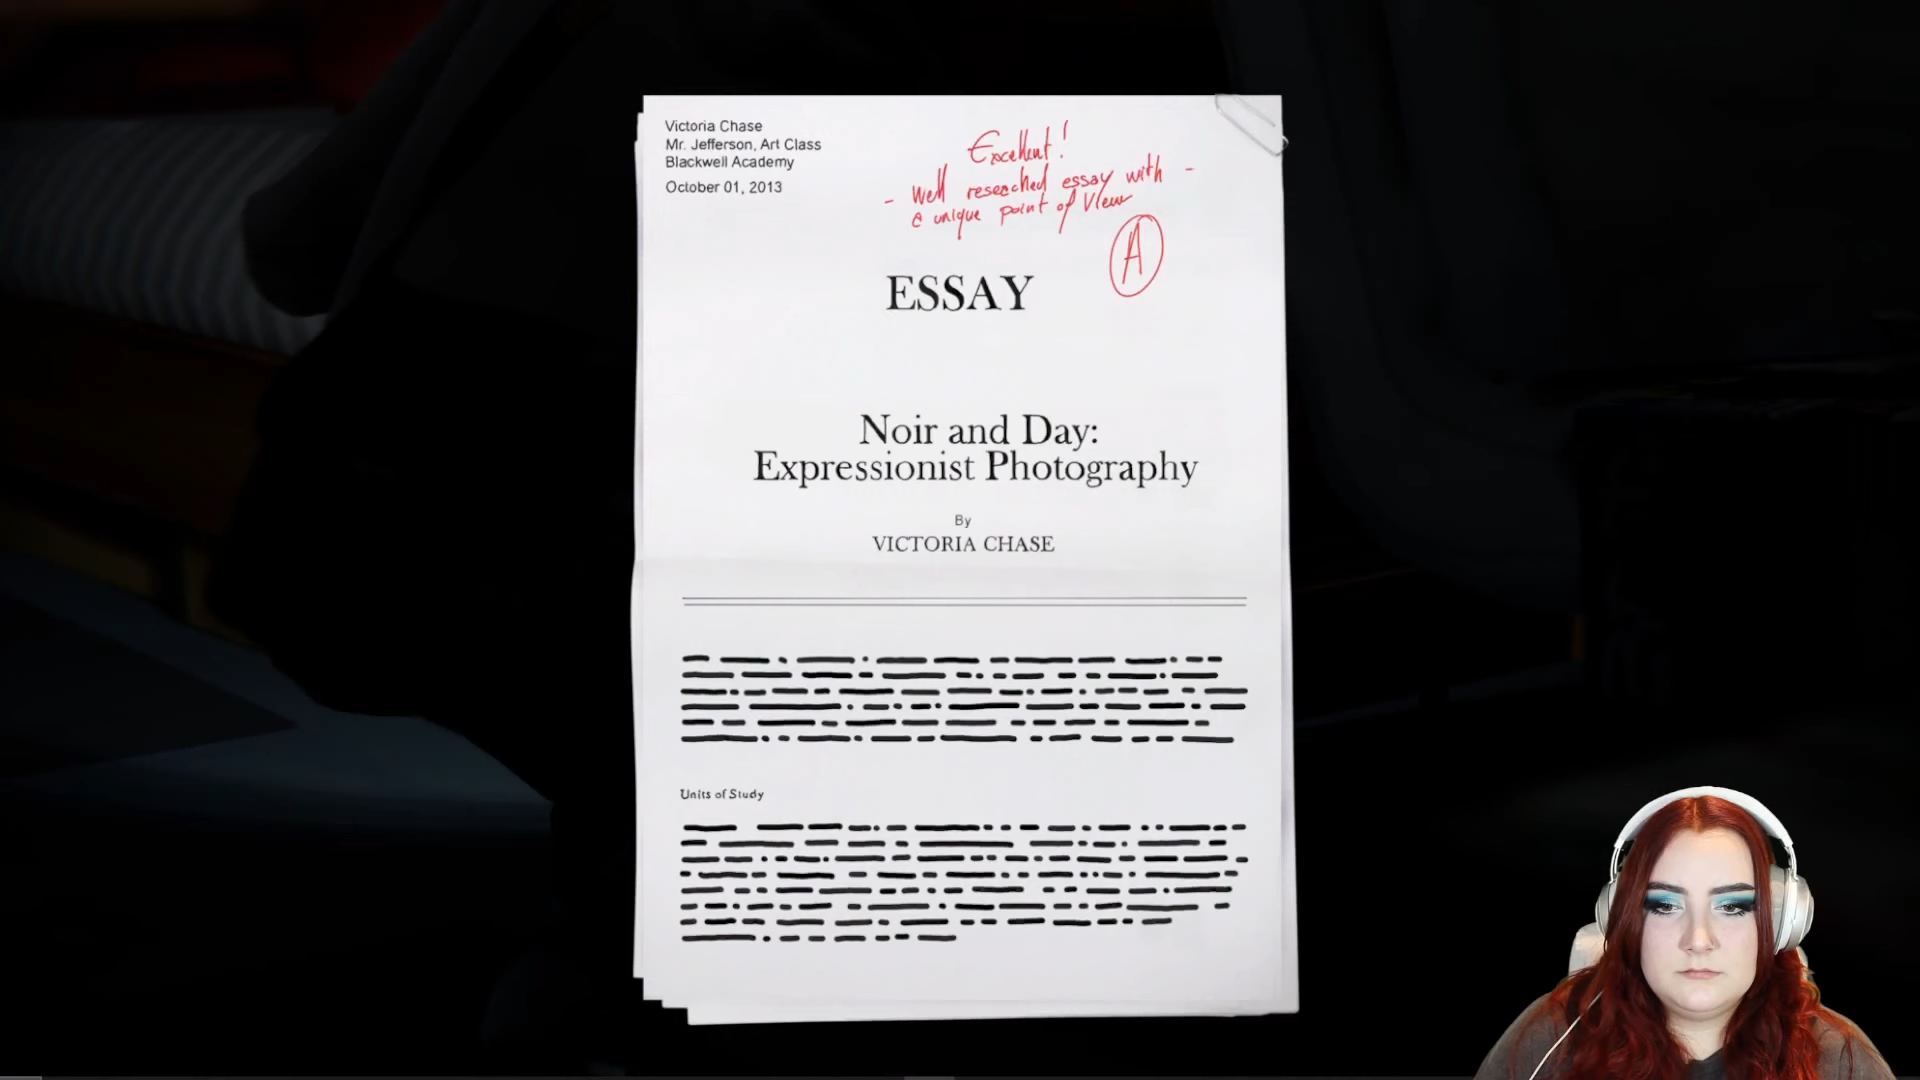 Victoria Chase
Mr. Jefferson, Art Class
Blackwell Academy
October 01, 2013
Excellent!
- Well reseached essay with -
a unique point of View
A
ESSAY
Noir and Day:
Expressionist Photography
By
VICTORIA CHASE
Units of Study